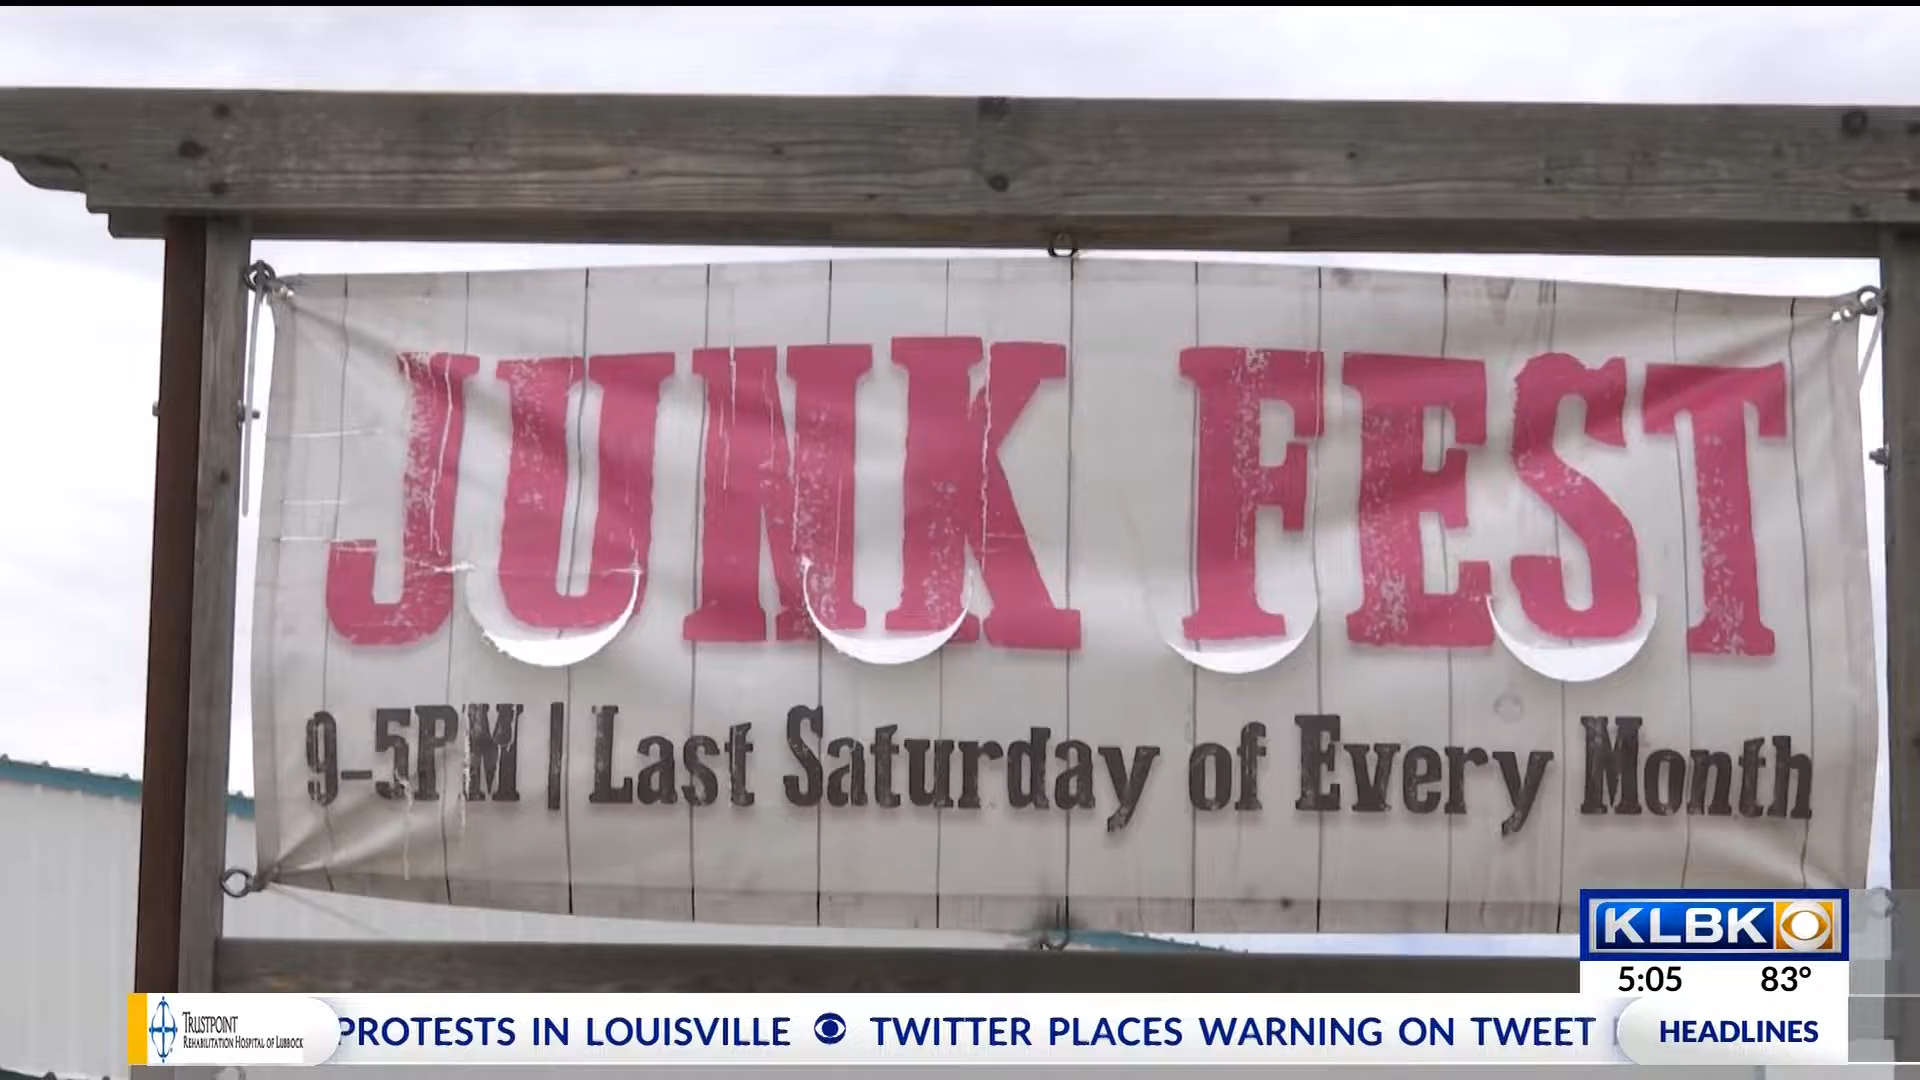 JUNK FEST
9-5PM | Last Saturday of Every Month
KLBK
5:05 83°
TRUSTPOINT
REHABILITATION HOSPITAL OF LUBBOCK
PROTESTS IN LOUISVILLE TWITTER PLACES WARNING ON TWEET
HEADLINES